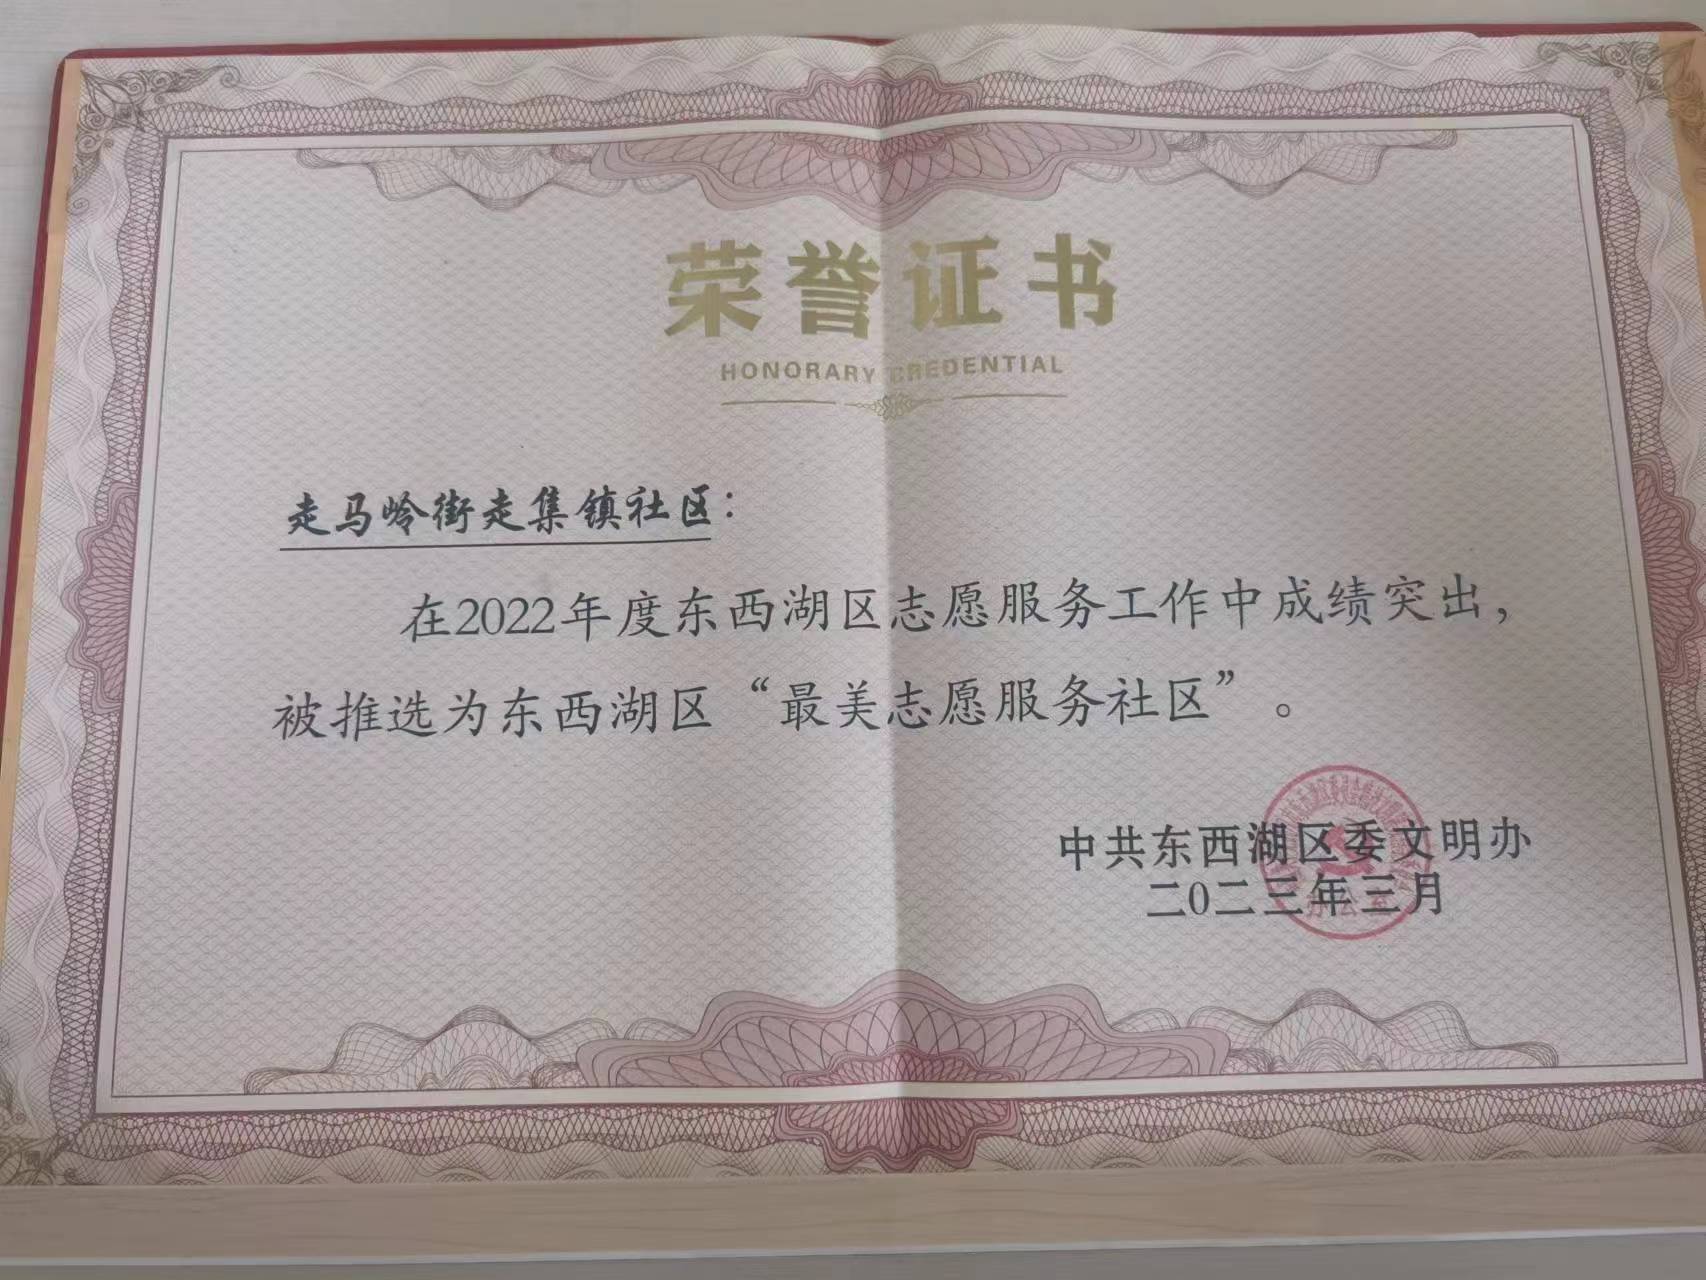 荣誉证书
HONORARY CREDENTIAL
走马岭街走集镇社区：
在2022年度东西湖区志愿服务工作中成绩突出，
被推选为东西湖区“最美志愿服务社区”。
中共东西湖区委文明办
二〇二三年三月
办公室